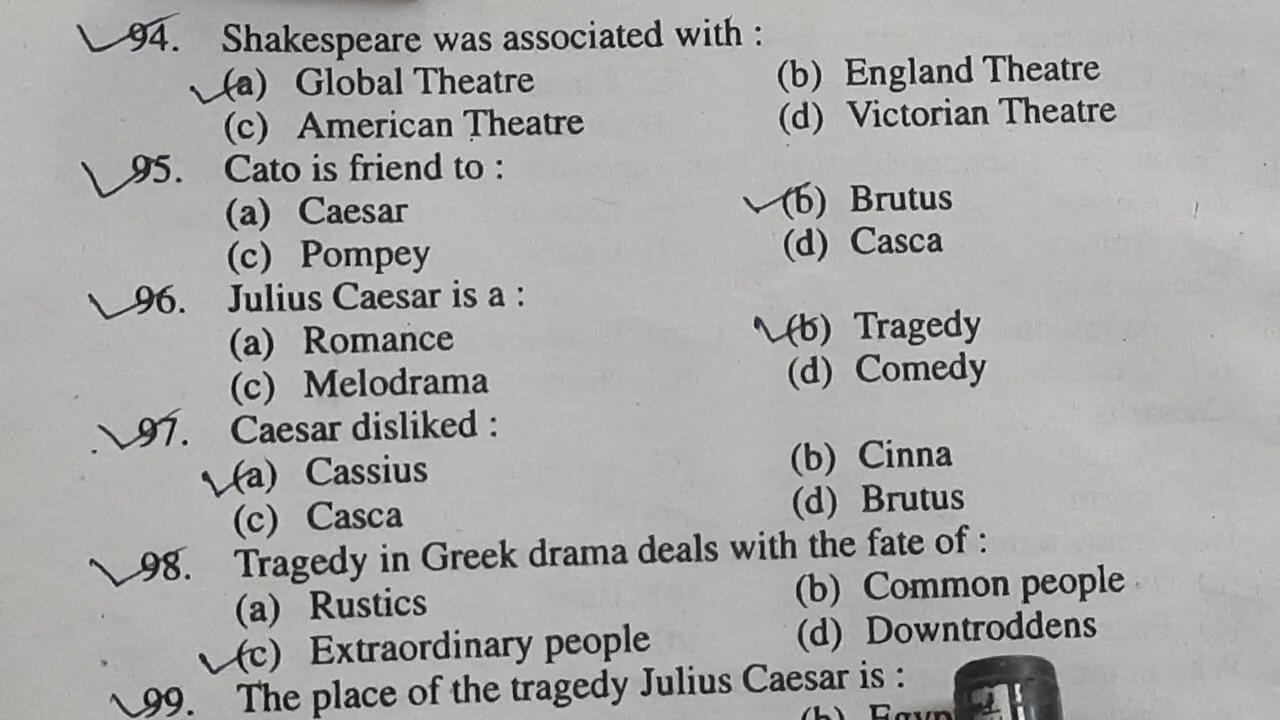 94. Shakespeare was associated with :
(a) Global Theatre (b) England Theatre
(c) American Theatre (d) Victorian Theatre
95. Cato is friend to :
(a) Caesar (b) Brutus
(c) Pompey (d) Casca
96. Julius Caesar is a :
(a) Romance (b) Tragedy
(c) Melodrama (d) Comedy
97. Caesar disliked :
(a) Cassius (b) Cinna
(c) Casca (d) Brutus
98. Tragedy in Greek drama deals with the fate of :
(a) Rustics (b) Common people
(c) Extraordinary people (d) Downtroddens
99. The place of the tragedy Julius Caesar is :
(b)